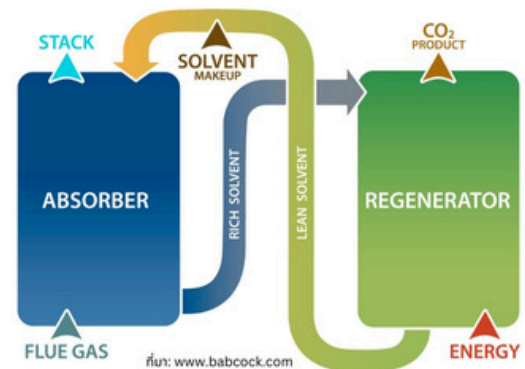 STACK
SOLVENT
MAKEUP
CO₂
PRODUCT
ABSORBER
RICH SOLVENT
LEAN SOLVENT
REGENERATOR
FLUE GAS
ที่มา: www.babcock.com
ENERGY